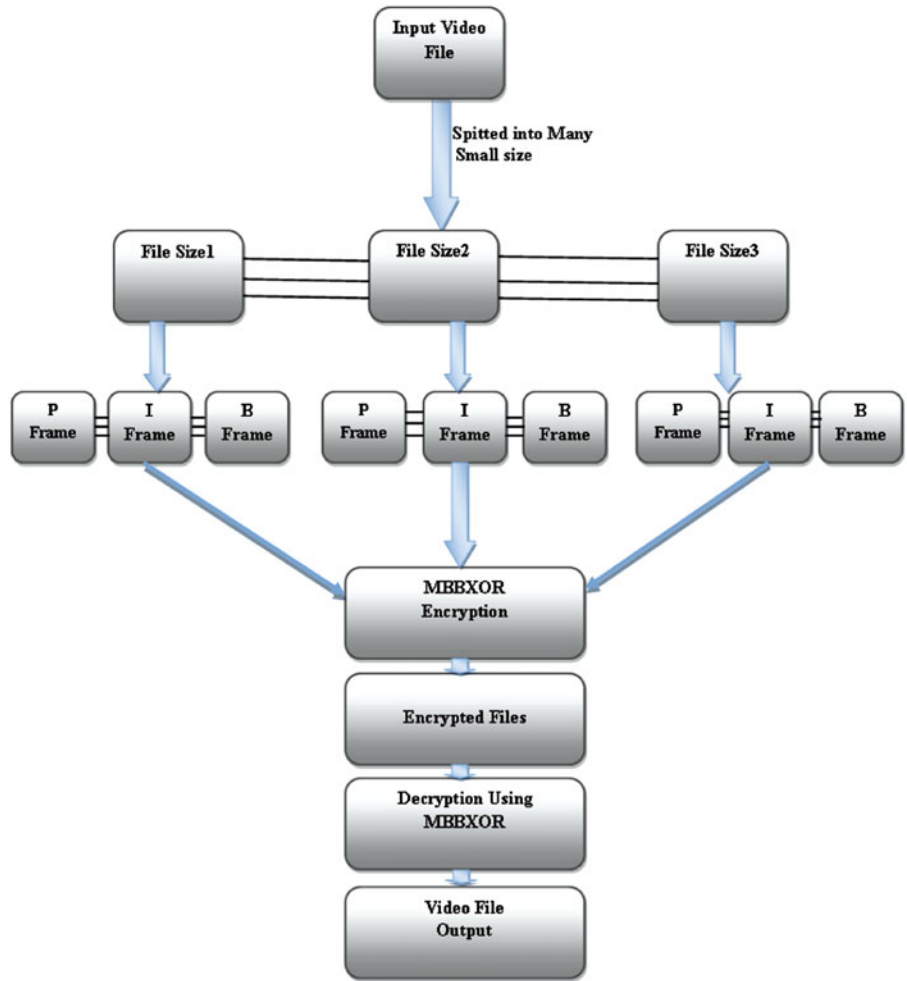 Input Video
File
Spitted into Many
Small size
File Size1
File Size2
File Size3
P
Frame
I
Frame
B
Frame
P
Frame
I
Frame
B
Frame
P
Frame
I
Frame
B
Frame
MBBXOR
Encryption
Encrypted Files
Decryption Using
MBBXOR
Video File
Output